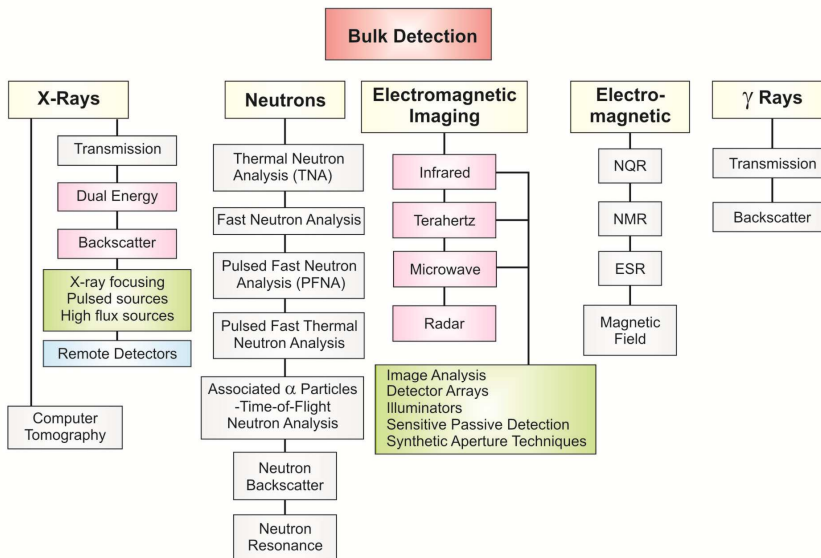 Bulk Detection
X-Rays
Transmission
Dual Energy
Backscatter
X-ray focusing
Pulsed sources
High flux sources
Remote Detectors
Computer
Tomography
Neutrons
Thermal Neutron
Analysis (TNA)
Fast Neutron Analysis
Pulsed Fast Neutron
Analysis (PFNA)
Pulsed Fast Thermal
Neutron Analysis
Associated α Particles
-Time-of-Flight
Neutron Analysis
Neutron
Backscatter
Neutron
Resonance
Electromagnetic
Imaging
Infrared
Terahertz
Microwave
Radar
Image Analysis
Detector Arrays
Illuminators
Sensitive Passive Detection
Synthetic Aperture Techniques
Electro-
magnetic
NQR
NMR
ESR
Magnetic
Field
γ Rays
Transmission
Backscatter